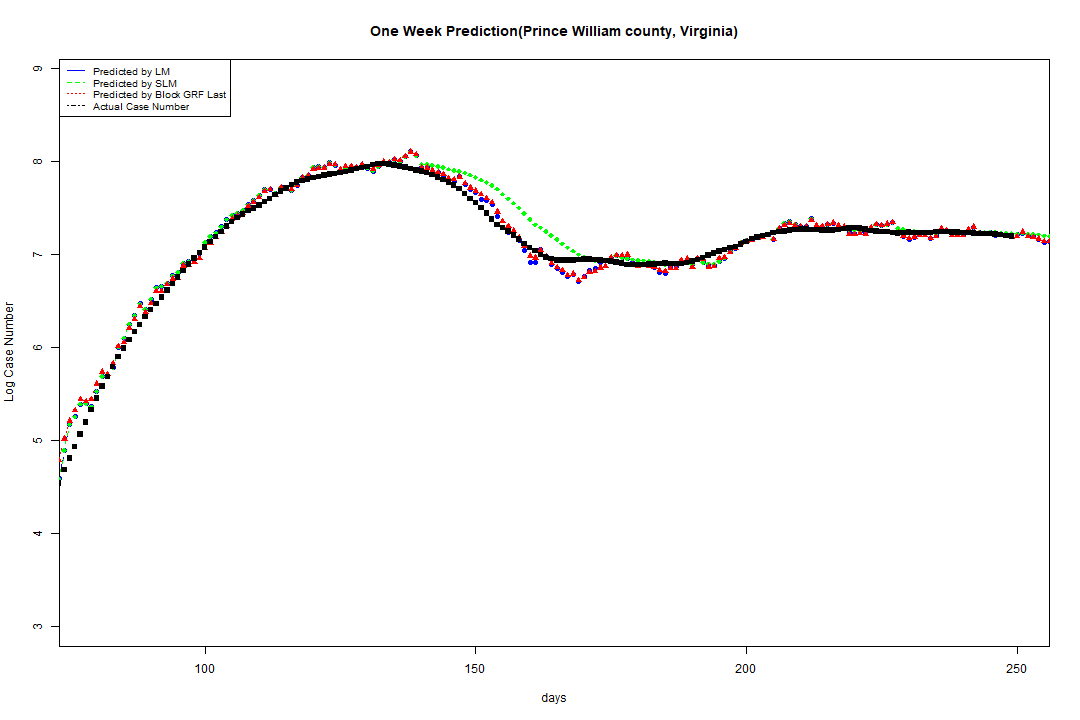 One Week Prediction(Prince William county, Virginia)
Predicted by LM
Predicted by SLM
Predicted by Block GRF Last
Actual Case Number
9
8
7
6
5
4
3
Log Case Number
100 150 200 250
days